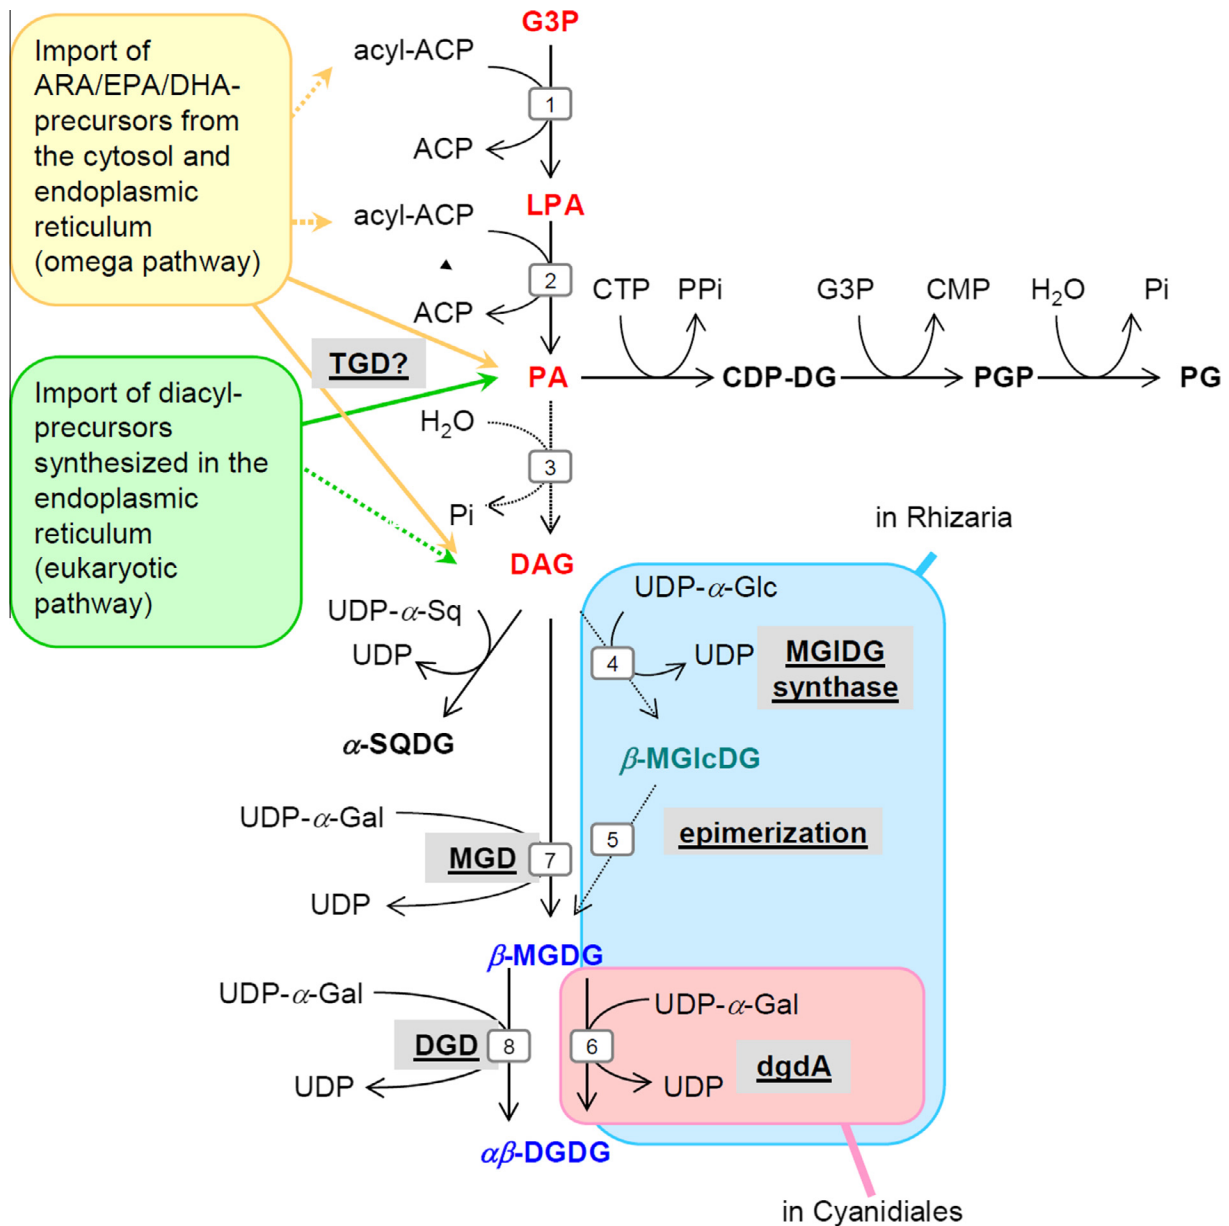 G3P
Import of
ARA/EPA/DHA-
precursors from
the cytosol and
endoplasmic
reticulum
(omega pathway)
acyl-ACP
1
ACP
LPA
acyl-ACP
2
ACP
CTP
PPi
G3P
CMP
H₂O
Pi
TGD?
PA
CDP-DG
PGP
PG
Import of diacyl-
precursors
synthesized in the
endoplasmic
reticulum
(eukaryotic
pathway)
H₂O
3
Pi
in Rhizaria
DAG
UDP-α-Sq
UDP
α-SQDG
UDP-α-Glc
4
UDP
MGlDG
synthase
β-MGlcDG
UDP-α-Gal
MGD
7
UDP
5
epimerization
β-MGDG
UDP-α-Gal
DGD
8
UDP
UDP-α-Gal
6
UDP
dgdA
αβ-DGDG
in Cyanidiales